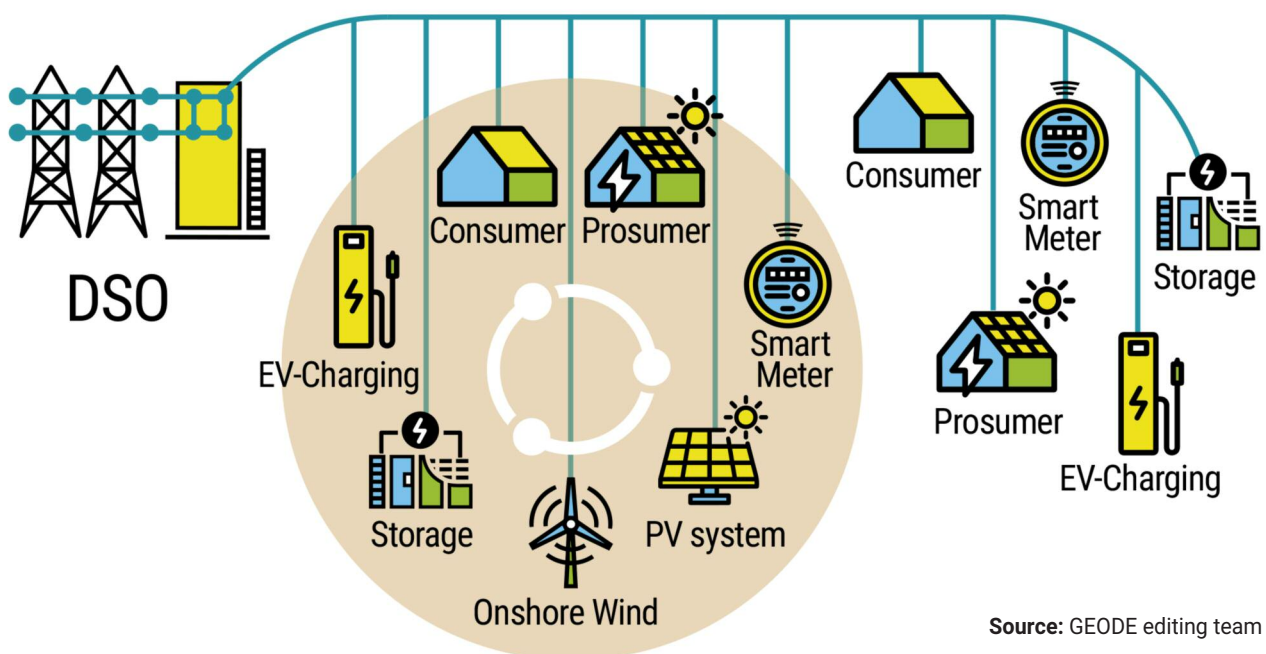 DSO
EV-Charging
Consumer
Prosumer
Smart
Meter
Storage
Onshore Wind
PV system
Consumer
Smart
Meter
Storage
Prosumer
EV-Charging
Source: GEODE editing team